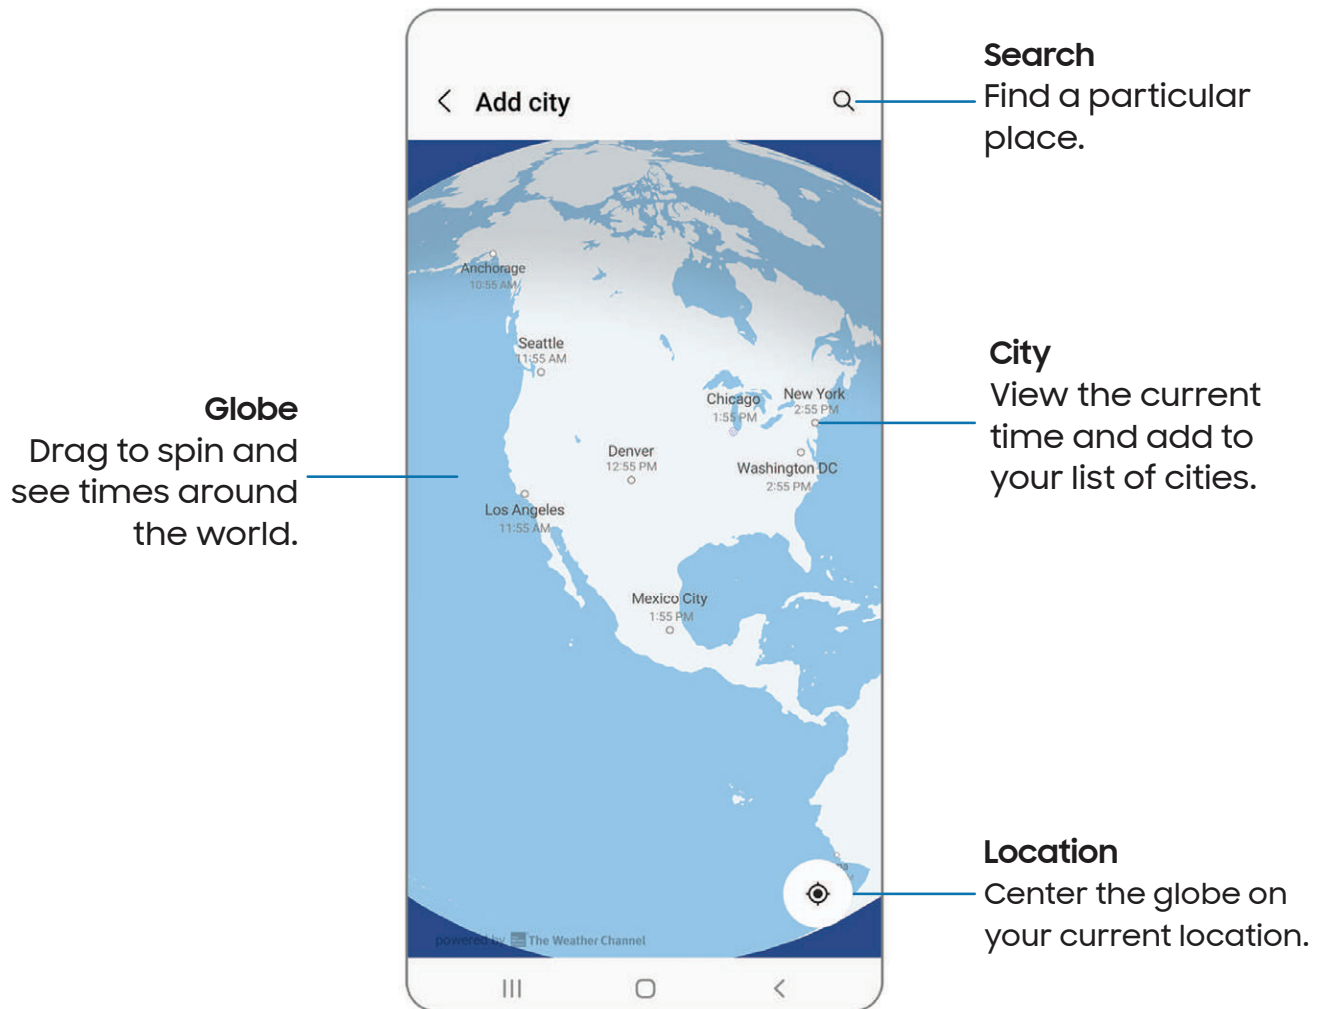 Search
Find a particular
place.
Add city
Anchorage
10:55 AM
Seattle
11:55 AM
City
View the current
time and add to
your list of cities.
New York
2:55 PM
Chicago
1:55 PM
Globe
Drag to spin and
see times around
the world.
Denver
12:55 PM
Washington DC
2:55 PM
Los Angeles
11:55 AM
Mexico City
1:55 PM
Location
Center the globe on
your current location.
powered by The Weather Channel